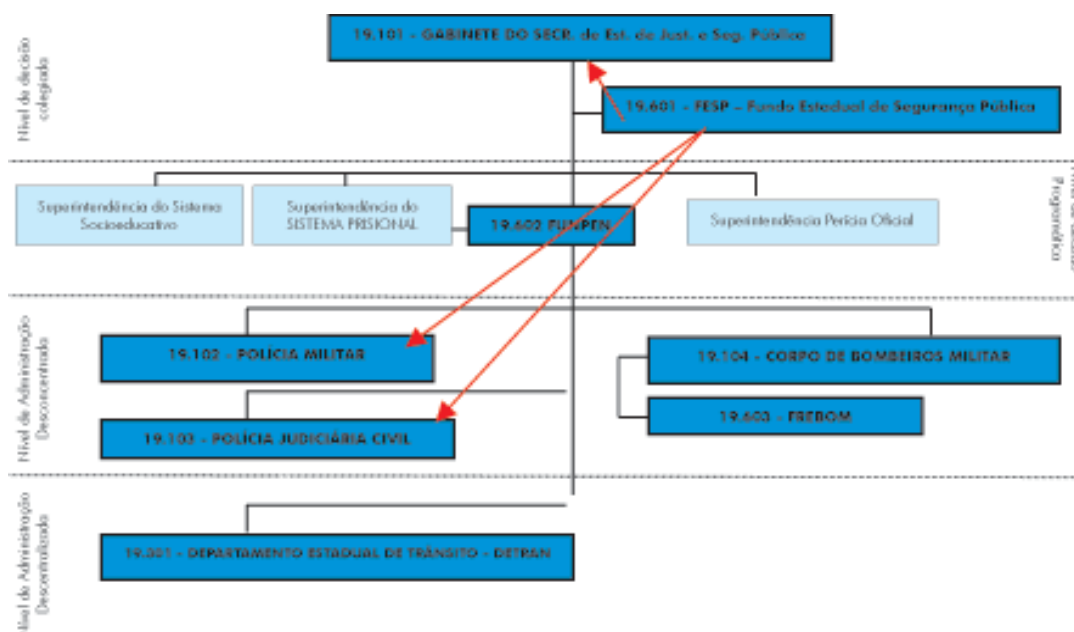 Nível de decisão
colegiada
19.101 - GABINETE DO SECR. de Est. de Just. e Seg. Pública
19.601 - FESP - Fundo Estadual de Segurança Pública
Superintendência do Sistema
Socioeducativo
Superintendência do
SISTEMA PRISIONAL
19.602 FUNPEN
Superintendência Perícia Oficial
Programático
Nível de Administração
Desconcentrada
19.102 - POLÍCIA MILITAR
19.104 - CORPO DE BOMBEIROS MILITAR
19.103 - POLÍCIA JUDICIÁRIA CIVIL
19.603 - FREBOM
Nível de Administração
Descentralizada
19.301 - DEPARTAMENTO ESTADUAL DE TRÂNSITO - DETRAN